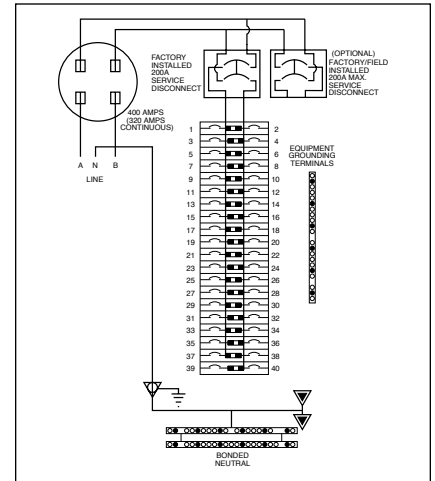 FACTORY
INSTALLED
200A
SERVICE
DISCONNECT
(OPTIONAL)
FACTORY/FIELD
INSTALLED
200A MAX.
SERVICE
DISCONNECT
400 AMPS
(320 AMPS
CONTINUOUS)
A N B
LINE
EQUIPMENT
GROUNDING
TERMINALS
1 2
3 4
5 6
7 8
9 10
11 12
13 14
15 16
17 18
19 20
21 22
23 24
25 26
27 28
29 30
31 32
33 34
35 36
37 38
39 40
BONDED
NEUTRAL